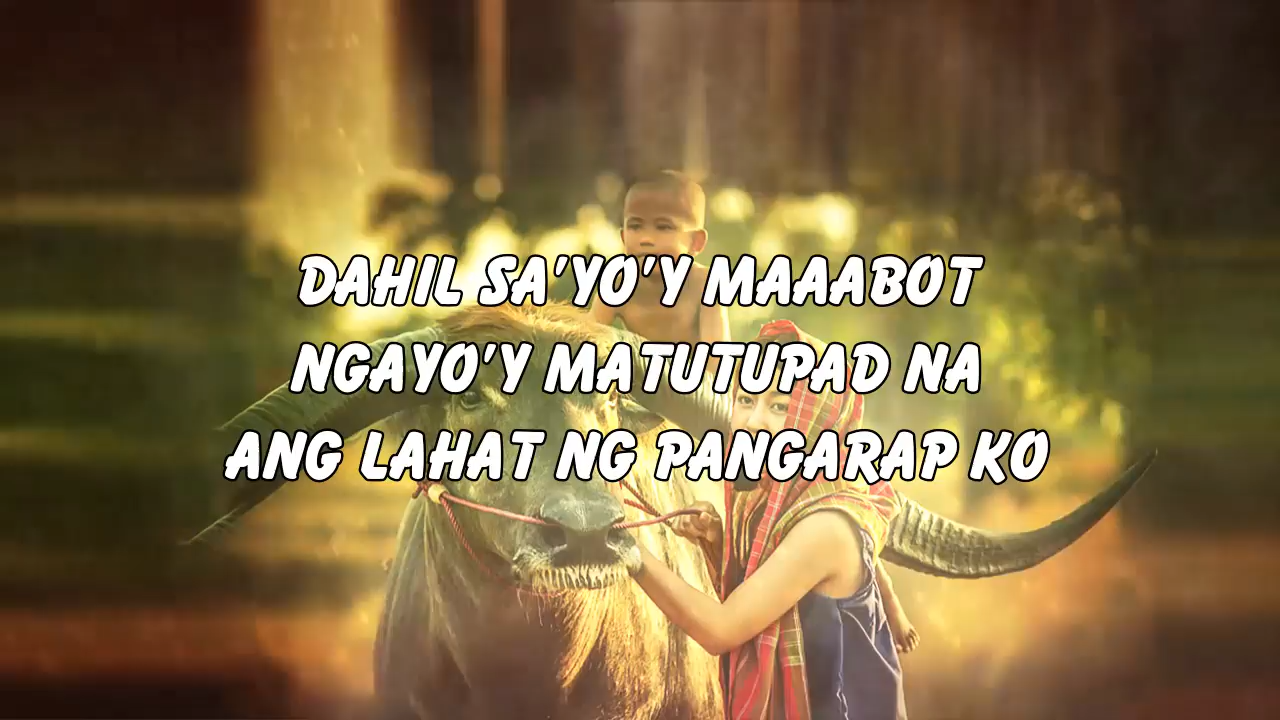 DAHIL SA'YO'Y MAAABOT
NGAYO'Y MATUTUPAD NA
ANG LAHAT NG PANGARAP KO